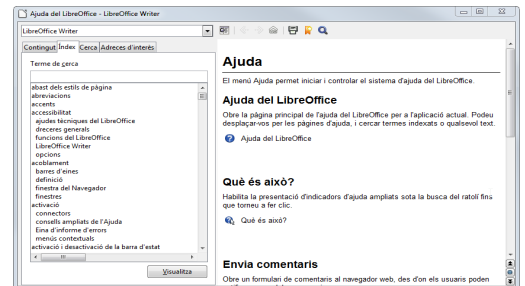 Ajuda del LibreOffice - LibreOffice Writer
LibreOffice Writer
Contingut Índex Cerca Adreces d'interès
Terme de cerca
abast dels estils de pàgina
abreviacions
accents
accessibilitat
ajudes tècniques del LibreOffice
dreceres generals
funcions del LibreOffice
LibreOffice Writer
opcions
acoblament
barres d'eines
definició
finestra del Navegador
finestres
activació
connectors
consells ampliats de l'Ajuda
Eina d'informe d'errors
menús contextuals
activació i desactivació de la barra d'estat
Visualitza
Ajuda
El menú Ajuda permet iniciar i controlar el sistema d'ajuda del LibreOffice.
Ajuda del LibreOffice
Obre la pàgina principal de l'ajuda del LibreOffice per a l'aplicació actual. Podeu
desplaçar-vos per les pàgines d'ajuda, i cercar termes indexats o qualsevol text.
Ajuda del LibreOffice
Què és això?
Habilita la presentació d'indicadors d'ajuda ampliats sota la busca del ratolí fins
que torneu a fer clic.
Què és això?
Envia comentaris
Obre un formulari de comentaris al navegador web, des d'on els usuaris poden